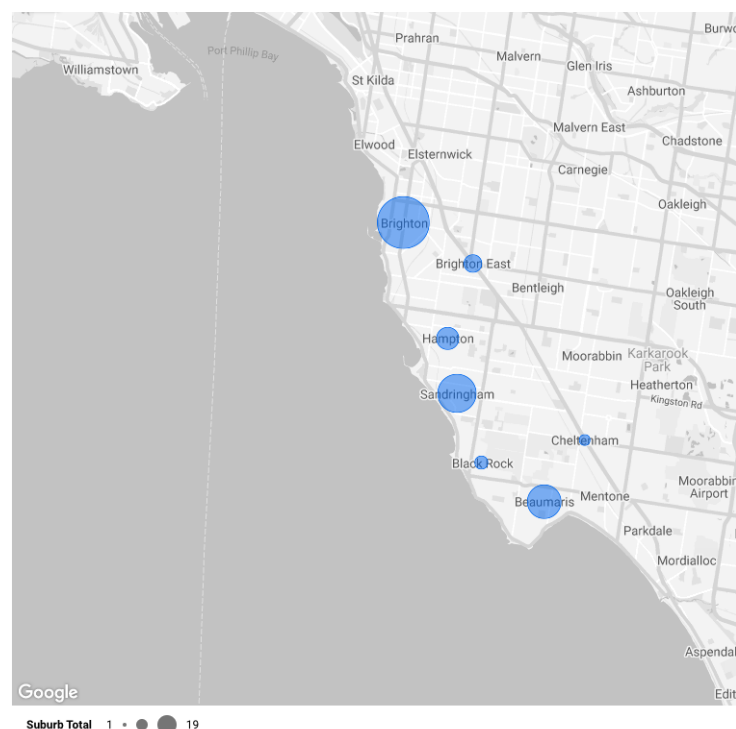 Prahran
Burwo
Port Phillip Bay
Malvern
Williamstown
Glen Iris
St Kilda
Ashburton
Malvern East
Chadstone
Elwood
Elsternwick
Carnegie
Oakleigh
Brighton
Brighton East
Bentleigh
Oakleigh
South
Hampton
Moorabbin
Karkarook
Park
Heatherton
Sandringham
Kingston Rd
Cheltenham
Black Rock
Moorabbin
Airport
Beaumaris
Mentone
Parkdale
Mordialloc
Aspendal
Google
Edit
Suburb Total 1 19